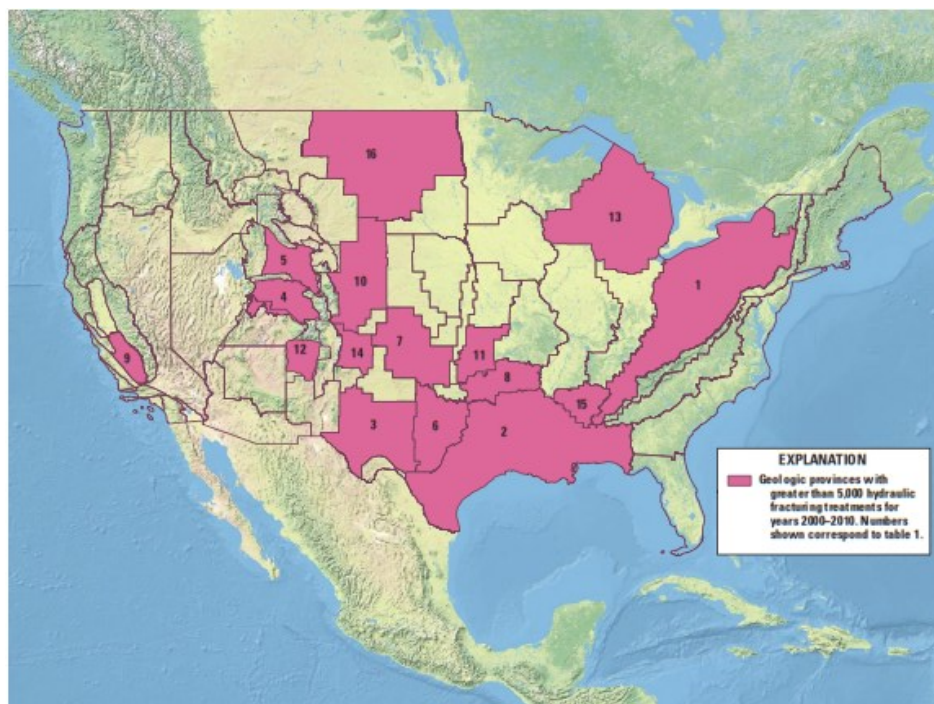 16
13
5
1
4
10
12
7
9
14
11
8
15
3
6
2
EXPLANATION
Geologic provinces with
greater than 5,000 hydraulic
fracturing treatments for
years 2000–2010. Numbers
shown correspond to table 1.